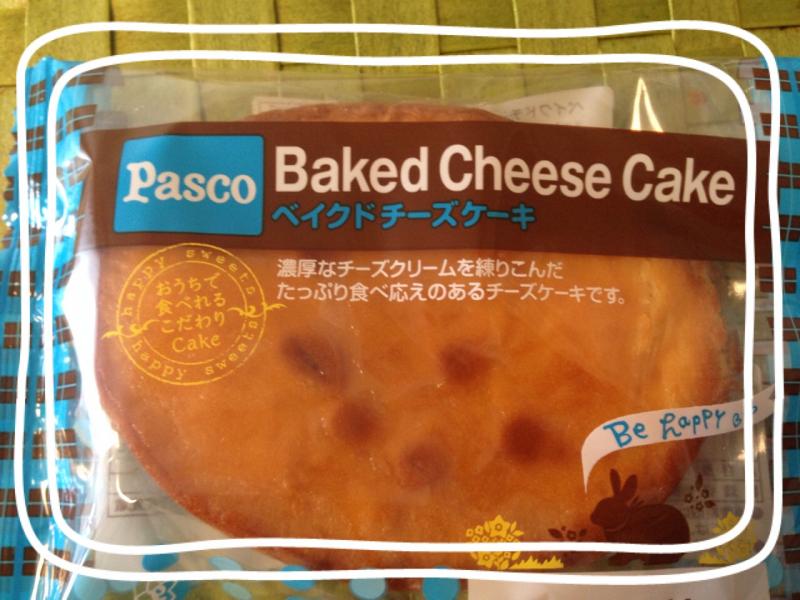 Pasco
Baked Cheese Cake
ベイクドチーズケーキ
濃厚なチーズクリームを練りこんだ
たっぷり食べ応えのあるチーズケーキです。
happy sweets
おうちで
食べれる
こだわり
Cake
happy sweets
Be happy